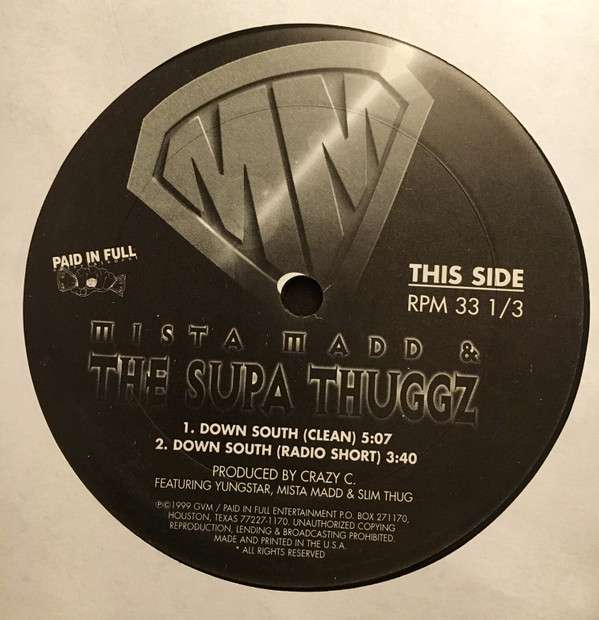 MM
PAID IN FULL
THIS SIDE
RPM 33 1/3
MISTA MADD &
THE SUPA THUGGZ
1. DOWN SOUTH (CLEAN) 5:07
2. DOWN SOUTH (RADIO SHORT) 3:40
PRODUCED BY CRAZY C.
FEATURING YUNGSTAR, MISTA MADD & SLIM THUG
℗©1999 GVM / PAID IN FULL ENTERTAINMENT P.O. BOX 271170,
HOUSTON, TEXAS 77227-1170. UNAUTHORIZED COPYING
REPRODUCTION, LENDING & BROADCASTING PROHIBITED.
MADE AND PRINTED IN THE U.S.A.
* ALL RIGHTS RESERVED